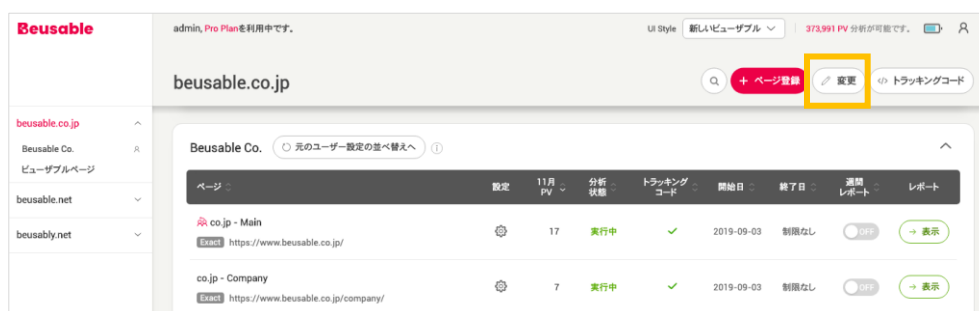 Beusable
admin, Pro Planを利用中です。
UI Style 新しいビューザブル 373,991 PV 分析が可能です。
beusable.co.jp
+ ページ登録 変更 </> トラッキングコード
beusable.co.jp
Beusable Co.
ビューザブルページ
beusable.net
beusably.net
Beusable Co. 元のユーザー設定の並べ替えへ
ページ 設定 11月 PV 分析 状態 トラッキング コード 開始日 終了日 週間 レポート レポート
co.jp - Main
Exact https://www.beusable.co.jp/ 17 実行中 2019-09-03 制限なし OFF → 表示
co.jp - Company
Exact https://www.beusable.co.jp/company/ 7 実行中 2019-09-03 制限なし OFF → 表示